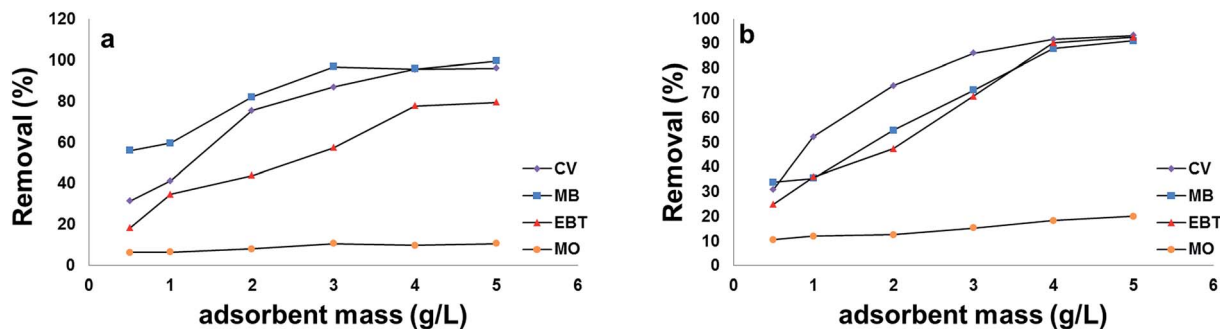 a
Removal (%)
120
100
80
60
40
20
0
0 1 2 3 4 5 6
adsorbent mass (g/L)
CV
MB
EBT
MO
b
Removal (%)
100
90
80
70
60
50
40
30
20
10
0
0 1 2 3 4 5 6
adsorbent mass (g/L)
CV
MB
EBT
MO